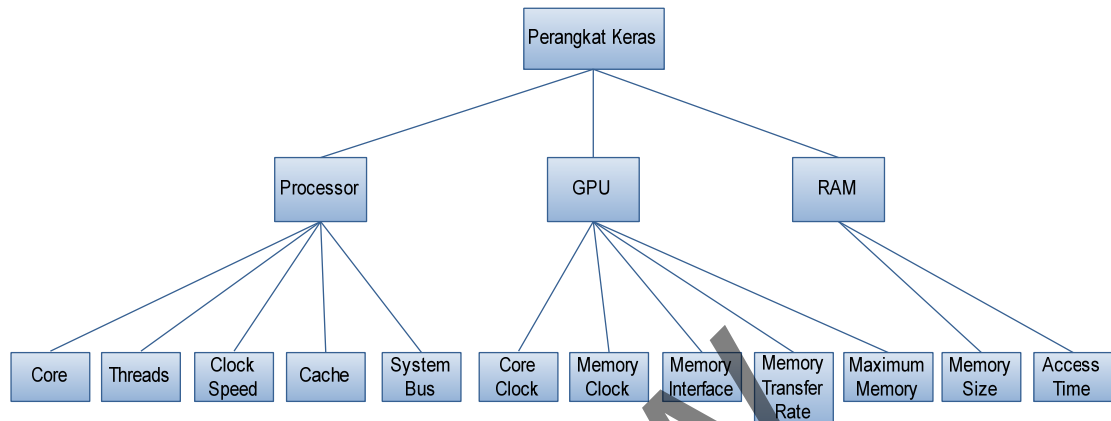 Perangkat Keras
Processor
GPU
RAM
Core
Threads
Clock
Speed
Cache
System
Bus
Core
Clock
Memory
Clock
Memory
Interface
Memory
Transfer
Rate
Maximum
Memory
Memory
Size
Access
Time